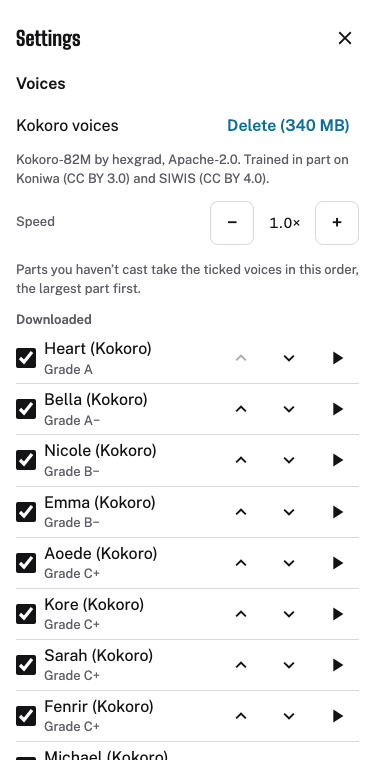 Settings
Voices
Kokoro voices
Delete (340 MB)
Kokoro-82M by hexgrad, Apache-2.0. Trained in part on
Koniwa (CC BY 3.0) and SIWIS (CC BY 4.0).
Speed
−
1.0×
+
Parts you haven’t cast take the ticked voices in this order,
the largest part first.
Downloaded
Heart (Kokoro)
Grade A
Bella (Kokoro)
Grade A−
Nicole (Kokoro)
Grade B−
Emma (Kokoro)
Grade B−
Aoede (Kokoro)
Grade C+
Kore (Kokoro)
Grade C+
Sarah (Kokoro)
Grade C+
Fenrir (Kokoro)
Grade C+
Michael (Kokoro)